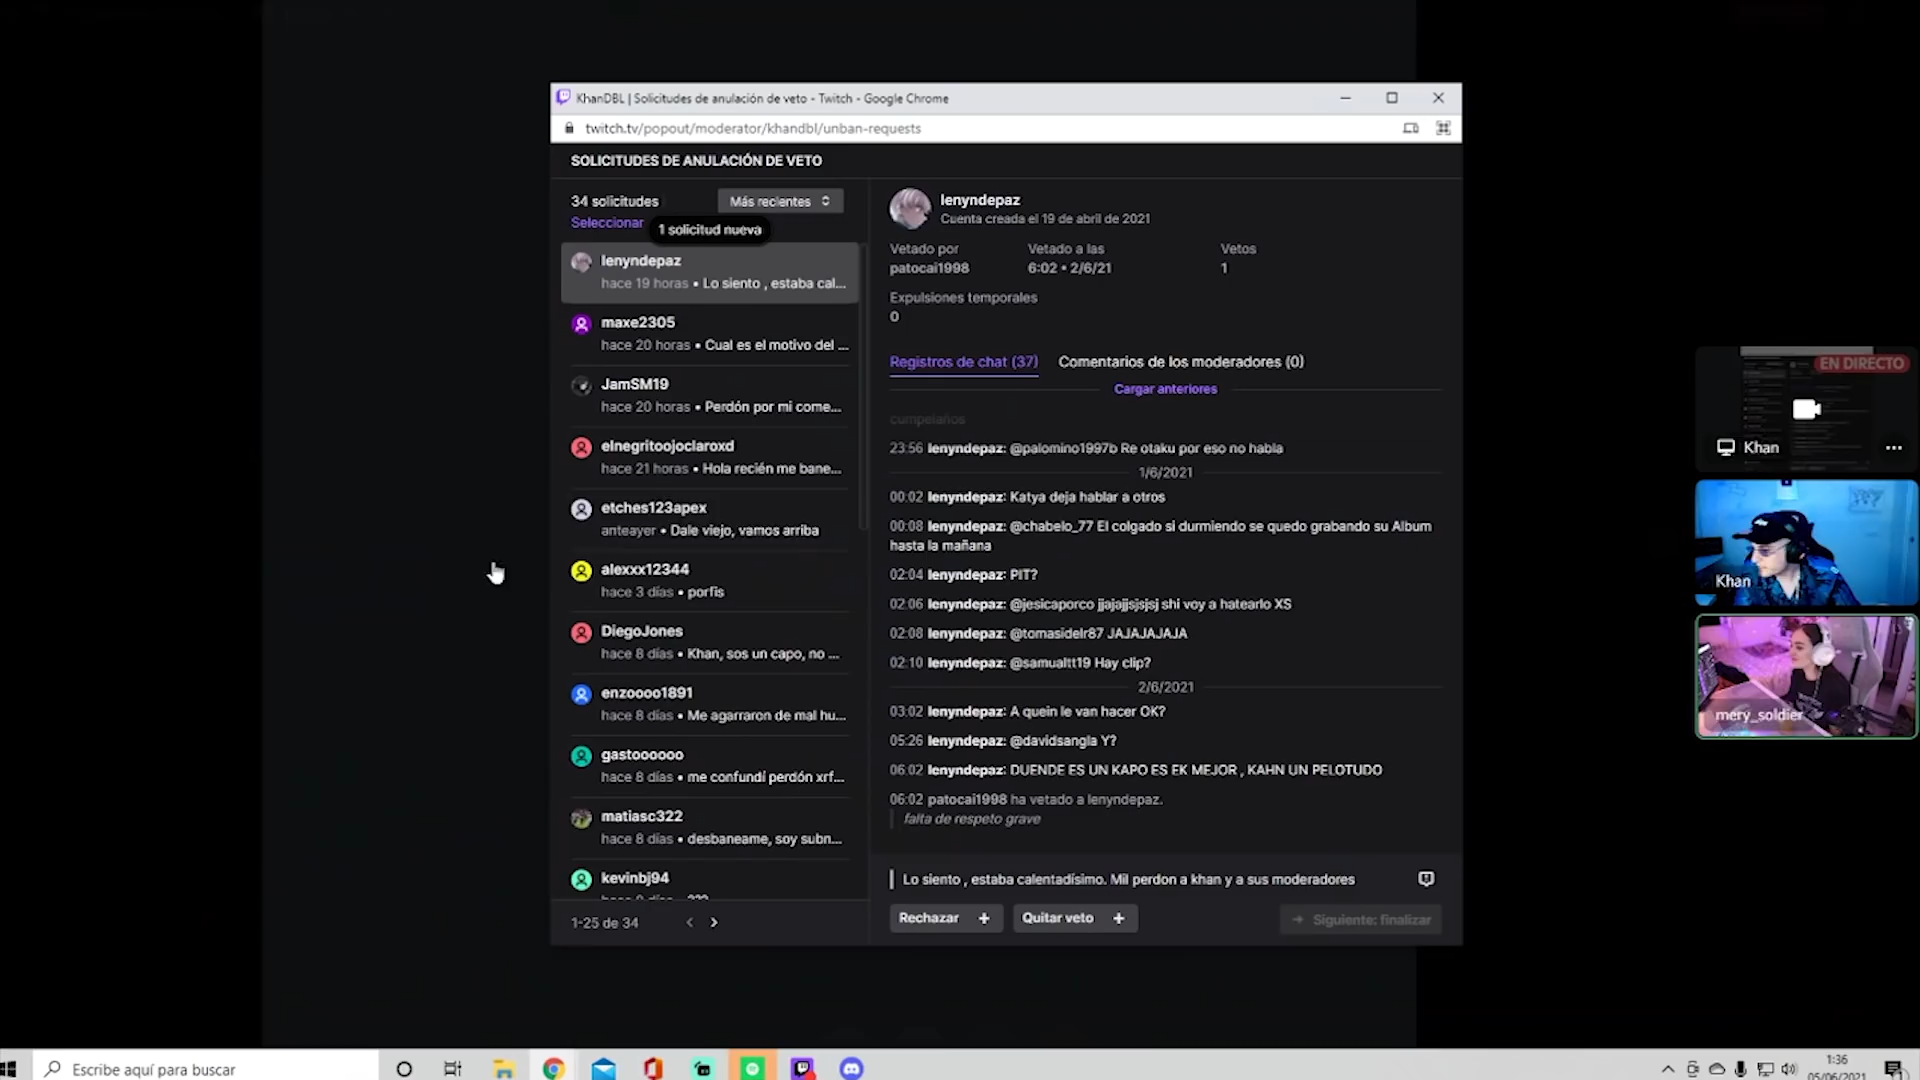 KhanDBL | Solicitudes de anulación de veto - Twitch - Google Chrome
twitch.tv/popout/moderator/khandbl/unban-requests
SOLICITUDES DE ANULACIÓN DE VETO
34 solicitudes
Más recientes
Seleccionar
1 solicitud nueva
lenyndepaz
hace 19 horas • Lo siento , estaba cal...
maxe2305
hace 20 horas • Cual es el motivo del ...
JamSM19
hace 20 horas • Perdón por mi come...
elnegritoojoclaroxd
hace 21 horas • Hola recién me bane...
etches123apex
anteayer • Dale viejo, vamos arriba
alexxx12344
hace 3 días • porfis
DiegoJones
hace 8 días • Khan, sos un capo, no ...
enzoooo1891
hace 8 días • Me agarraron de mal hu...
gastoooooo
hace 8 días • me confundí perdón xrf...
matiasc322
hace 8 días • desbaneame, soy subn...
kevinbj94
1-25 de 34
lenyndepaz
Cuenta creada el 19 de abril de 2021
Vetado por
patocai1998
Vetado a las
6:02 • 2/6/21
Vetos
1
Expulsiones temporales
0
Registros de chat (37)
Comentarios de los moderadores (0)
Cargar anteriores
cumpelaños
23:56 lenyndepaz: @palomino1997b Re otaku por eso no habla
1/6/2021
00:02 lenyndepaz: Katya deja hablar a otros
00:08 lenyndepaz: @chabelo_77 El colgado si durmiendo se quedo grabando su Album
hasta la mañana
02:04 lenyndepaz: PIT?
02:06 lenyndepaz: @jesicaporco jjajajjsjsjsj shi voy a hatearlo XS
02:08 lenyndepaz: @tomasidelr87 JAJAJAJAJA
02:10 lenyndepaz: @samualtt19 Hay clip?
2/6/2021
03:02 lenyndepaz: A quein le van hacer OK?
05:26 lenyndepaz: @davidsangla Y?
06:02 lenyndepaz: DUENDE ES UN KAPO ES EK MEJOR , KAHN UN PELOTUDO
06:02 patocai1998 ha vetado a lenyndepaz.
falta de respeto grave
Lo siento , estaba calentadísimo. Mil perdon a khan y a sus moderadores
Rechazar +
Quitar veto +
Siguiente: finalizar
EN DIRECTO
Khan
Khan
mery_soldier
Escribe aquí para buscar
1:36
05/06/2021